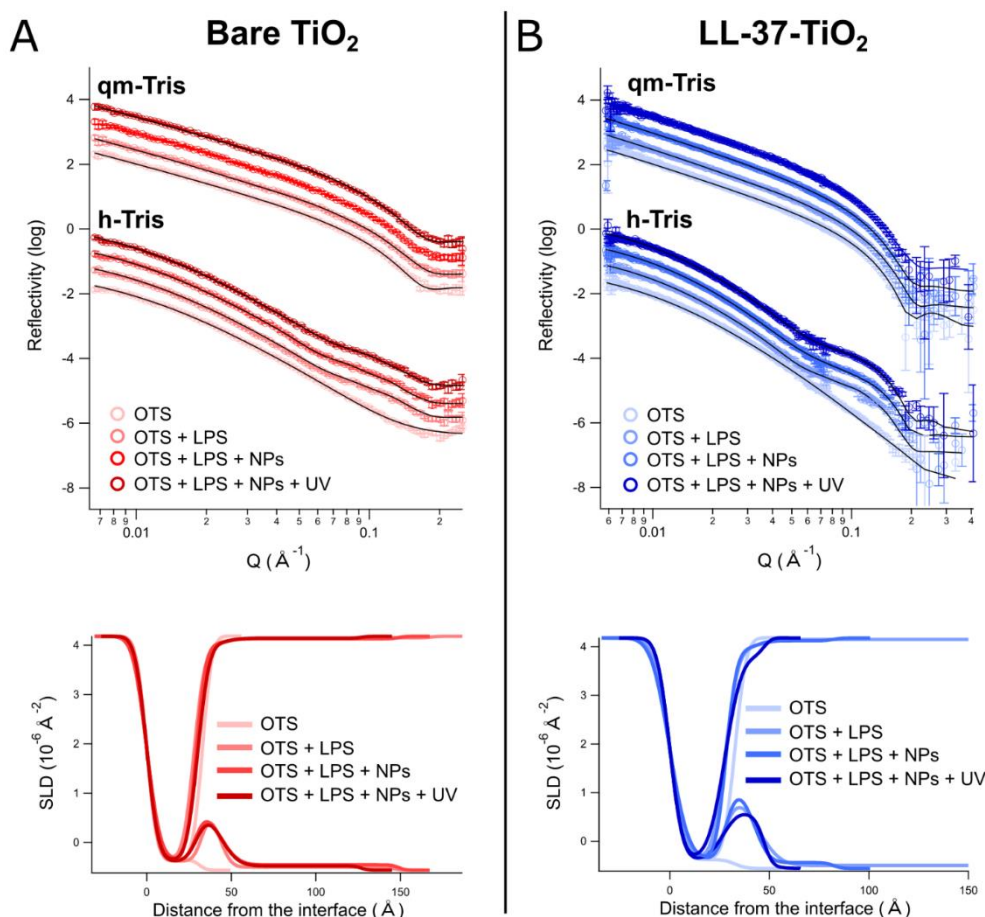 A
Bare TiO₂
qm-Tris
h-Tris
Reflectivity (log)
4
2
0
-2
-4
-6
-8
OTS
OTS + LPS
OTS + LPS + NPs
OTS + LPS + NPs + UV
7 8 9 2 3 4 5 6 7 8 9 2
0.01 0.1
Q (Å⁻¹)
SLD (10⁻⁶ Å⁻²)
4
3
2
1
0
OTS
OTS + LPS
OTS + LPS + NPs
OTS + LPS + NPs + UV
0 50 100 150
Distance from the interface (Å)
B
LL-37-TiO₂
qm-Tris
h-Tris
Reflectivity (log)
4
2
0
-2
-4
-6
-8
OTS
OTS + LPS
OTS + LPS + NPs
OTS + LPS + NPs + UV
6 7 8 9 2 3 4 5 6 7 8 9 2 3 4
0.01 0.1
Q (Å⁻¹)
SLD (10⁻⁶ Å⁻²)
4
3
2
1
0
OTS
OTS + LPS
OTS + LPS + NPs
OTS + LPS + NPs + UV
0 50 100 150
Distance from the interface (Å)